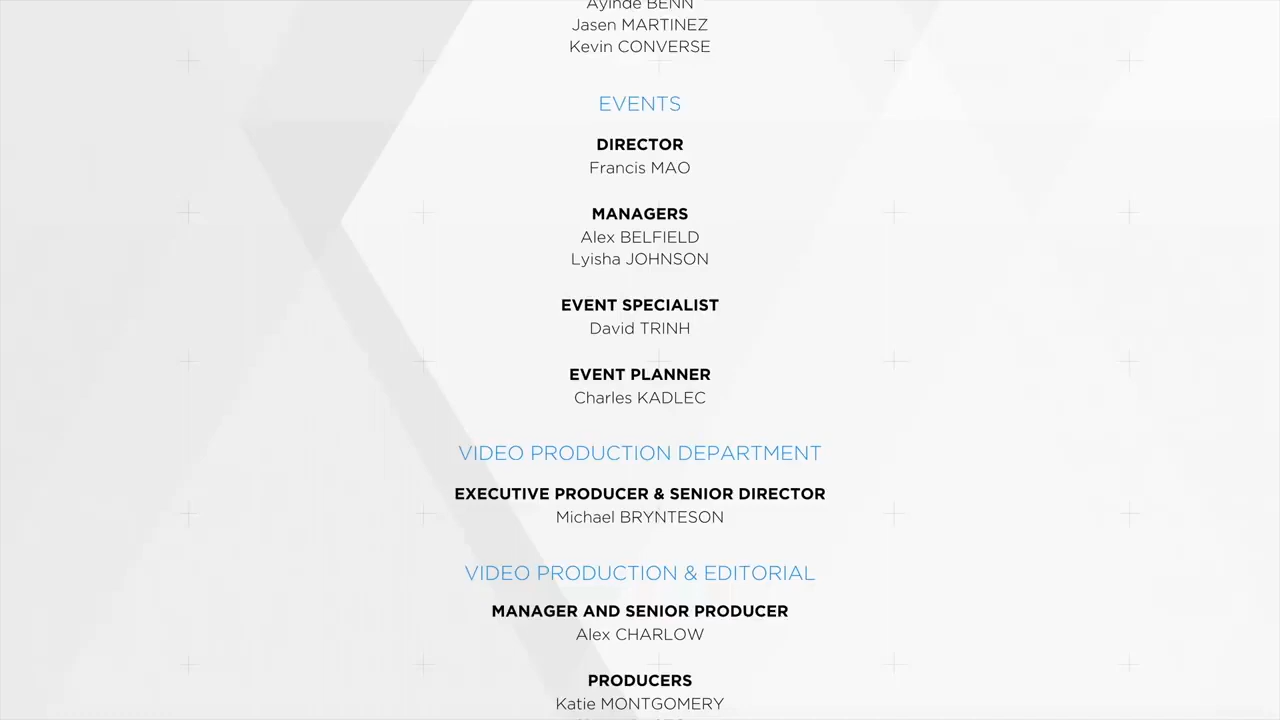 Ayinde BENN
Jasen MARTINEZ
Kevin CONVERSE
EVENTS
DIRECTOR
Francis MAO
MANAGERS
Alex BELFIELD
Lyisha JOHNSON
EVENT SPECIALIST
David TRINH
EVENT PLANNER
Charles KADLEC
VIDEO PRODUCTION DEPARTMENT
EXECUTIVE PRODUCER & SENIOR DIRECTOR
Michael BRYNTESON
VIDEO PRODUCTION & EDITORIAL
MANAGER AND SENIOR PRODUCER
Alex CHARLOW
PRODUCERS
Katie MONTGOMERY